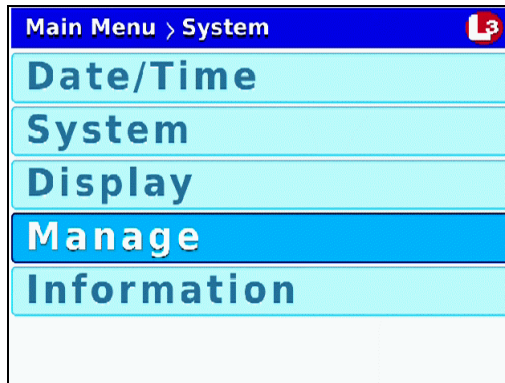 Main Menu > System
L3
Date/Time
System
Display
Manage
Information